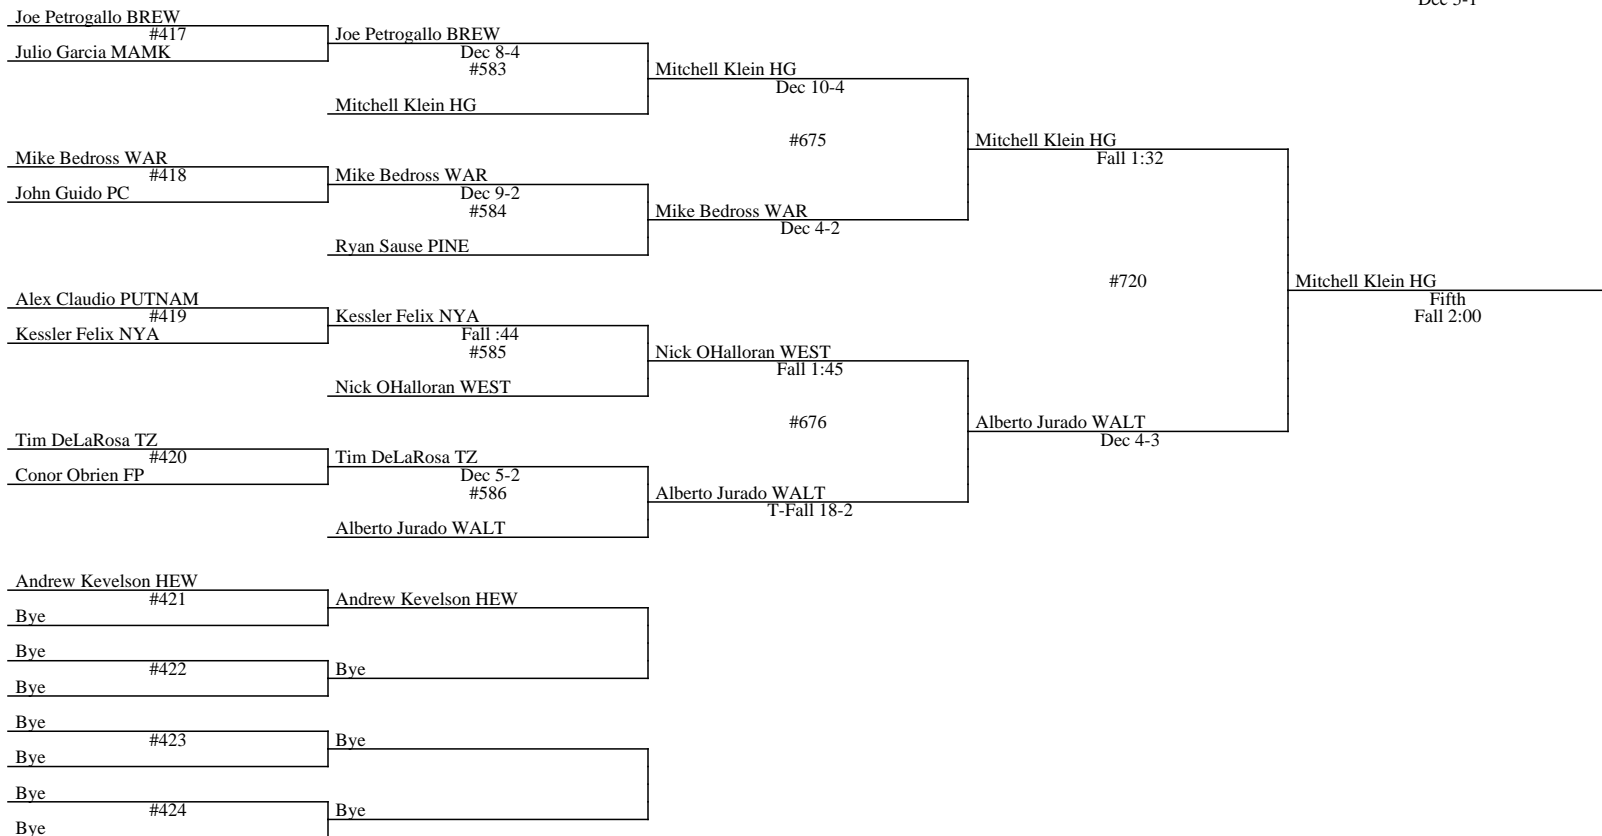 Dec 5-1
Joe Petrogallo BREW
#417
Julio Garcia MAMK
Joe Petrogallo BREW
Dec 8-4
#583
Mitchell Klein HG
Mitchell Klein HG
Dec 10-4
#675
Mike Bedross WAR
#418
John Guido PC
Mike Bedross WAR
Dec 9-2
#584
Ryan Sause PINE
Mike Bedross WAR
Dec 4-2
Mitchell Klein HG
Fall 1:32
#720
Alex Claudio PUTNAM
#419
Kessler Felix NYA
Kessler Felix NYA
Fall :44
#585
Nick OHalloran WEST
Nick OHalloran WEST
Fall 1:45
#676
Tim DeLaRosa TZ
#420
Conor Obrien FP
Tim DeLaRosa TZ
Dec 5-2
#586
Alberto Jurado WALT
Alberto Jurado WALT
T-Fall 18-2
Alberto Jurado WALT
Dec 4-3
Mitchell Klein HG
Fifth
Fall 2:00
Andrew Kevelson HEW
#421
Bye
Andrew Kevelson HEW
Bye
#422
Bye
Bye
Bye
#423
Bye
Bye
Bye
#424
Bye
Bye